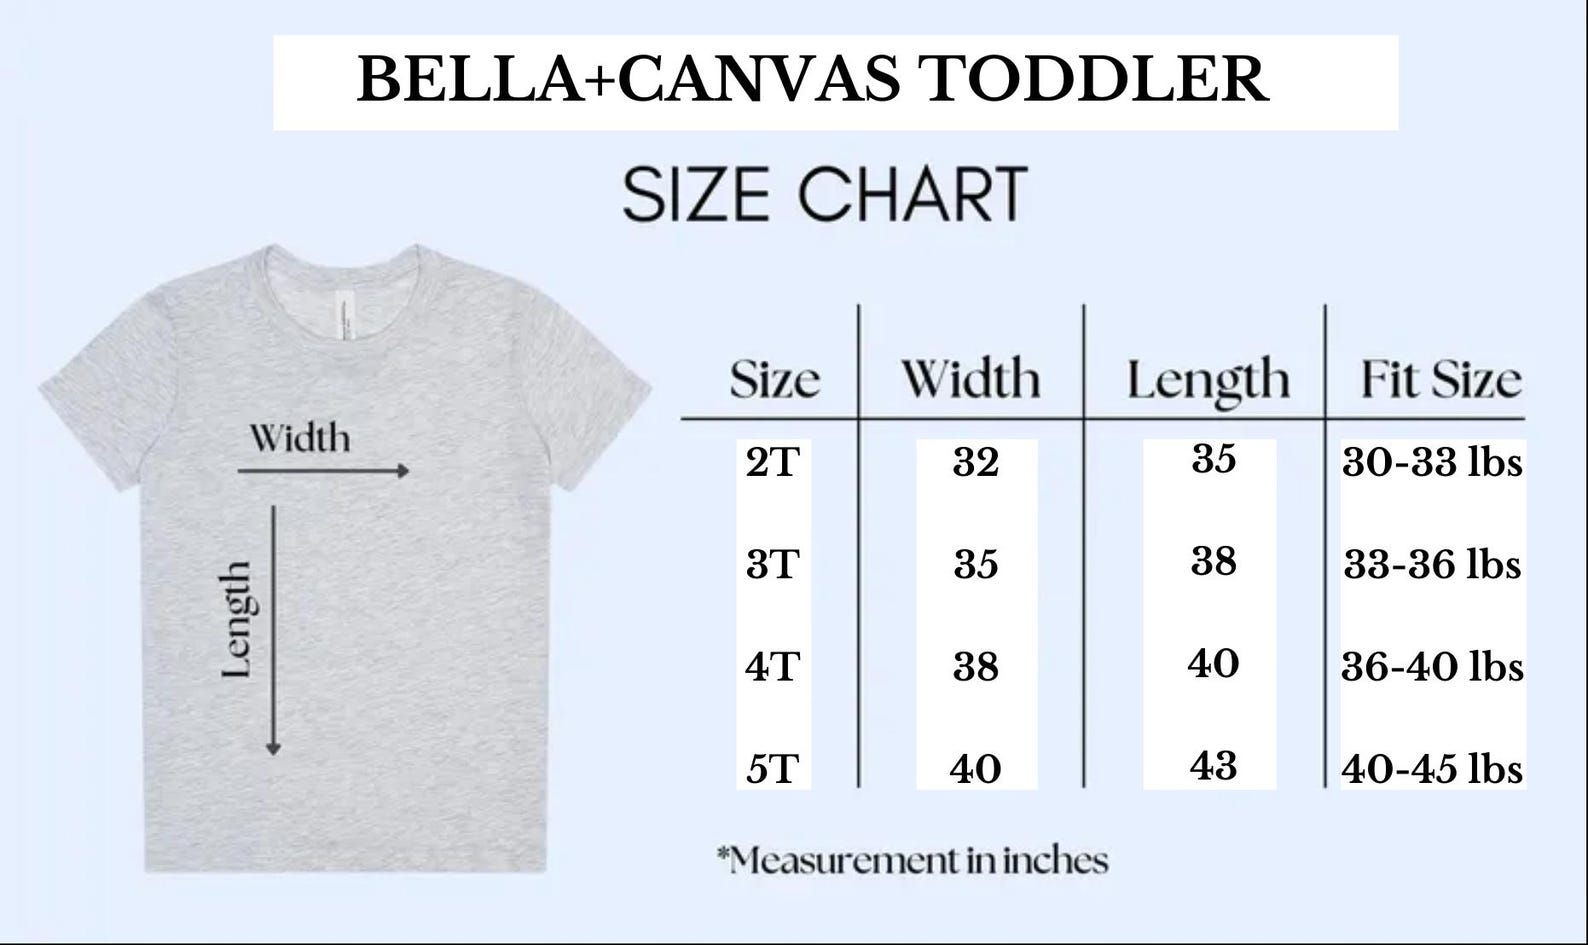 BELLA+CANVAS TODDLER
SIZE CHART
Width
Length
Size Width Length Fit Size
2T 32 35 30-33 lbs
3T 35 38 33-36 lbs
4T 38 40 36-40 lbs
5T 40 43 40-45 lbs
*Measurement in inches